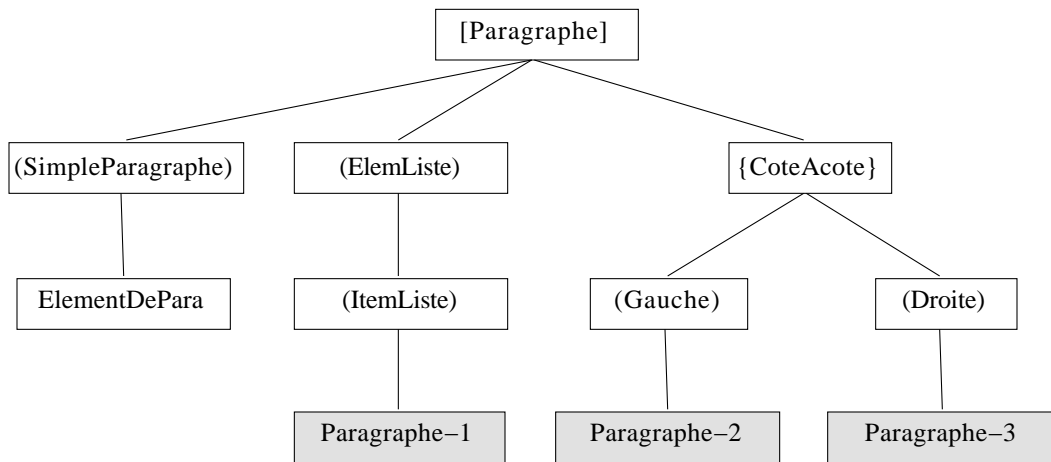 [Paragraphe]
(SimpleParagraphe)
(ElemListe)
{CoteAcote}
ElementDePara
(ItemListe)
(Gauche)
(Droite)
Paragraphe−1
Paragraphe−2
Paragraphe−3